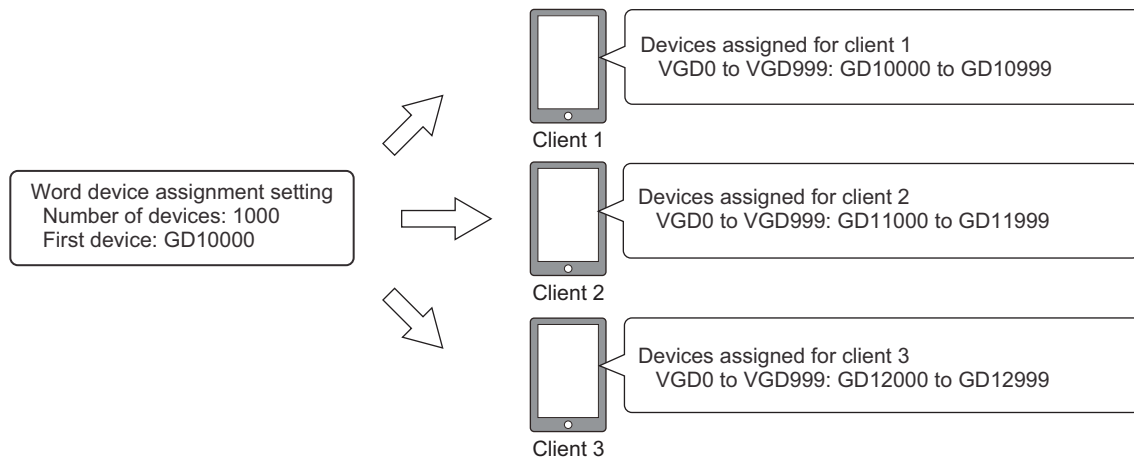 Word device assignment setting
Number of devices: 1000
First device: GD10000
Devices assigned for client 1
VGD0 to VGD999: GD10000 to GD10999
Client 1
Devices assigned for client 2
VGD0 to VGD999: GD11000 to GD11999
Client 2
Devices assigned for client 3
VGD0 to VGD999: GD12000 to GD12999
Client 3